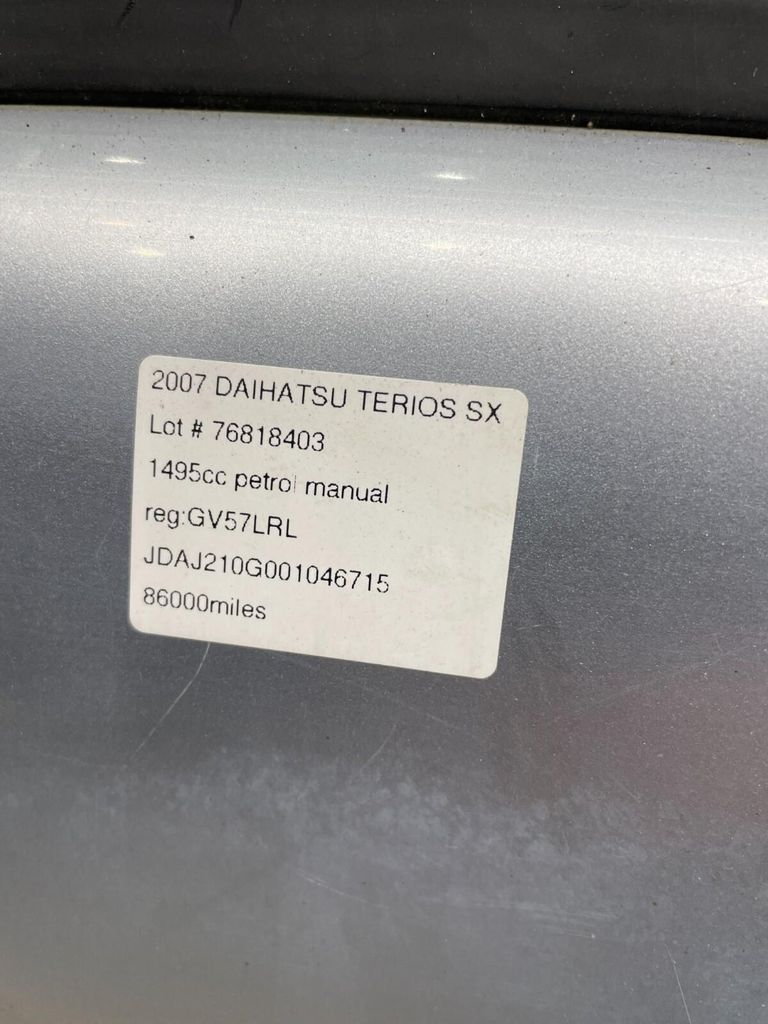 2007 DAIHATSU TERIOS SX
Lot # 76818403
1495cc petrol manual
reg:GV57LRL
JDAJ210G001046715
86000miles